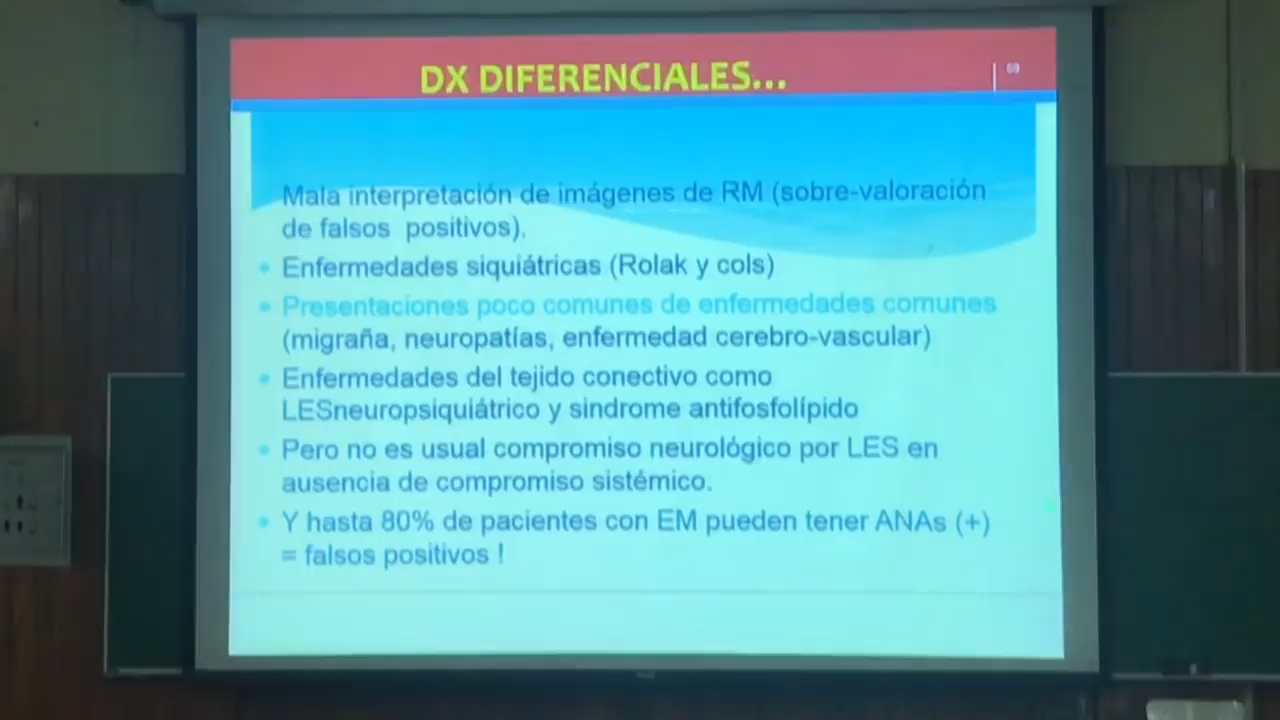 DX DIFERENCIALES...
Mala interpretación de imágenes de RM (sobre-valoración
de falsos positivos),
• Enfermedades siquiátricas (Rolak y cols)
• Presentaciones poco comunes de enfermedades comunes
(migraña, neuropatías, enfermedad cerebro-vascular)
• Enfermedades del tejido conectivo como
LESneuropsiquiátrico y sindrome antifosfolípido
• Pero no es usual compromiso neurológico por LES en
ausencia de compromiso sistémico.
• Y hasta 80% de pacientes con EM pueden tener ANAs (+)
= falsos positivos !